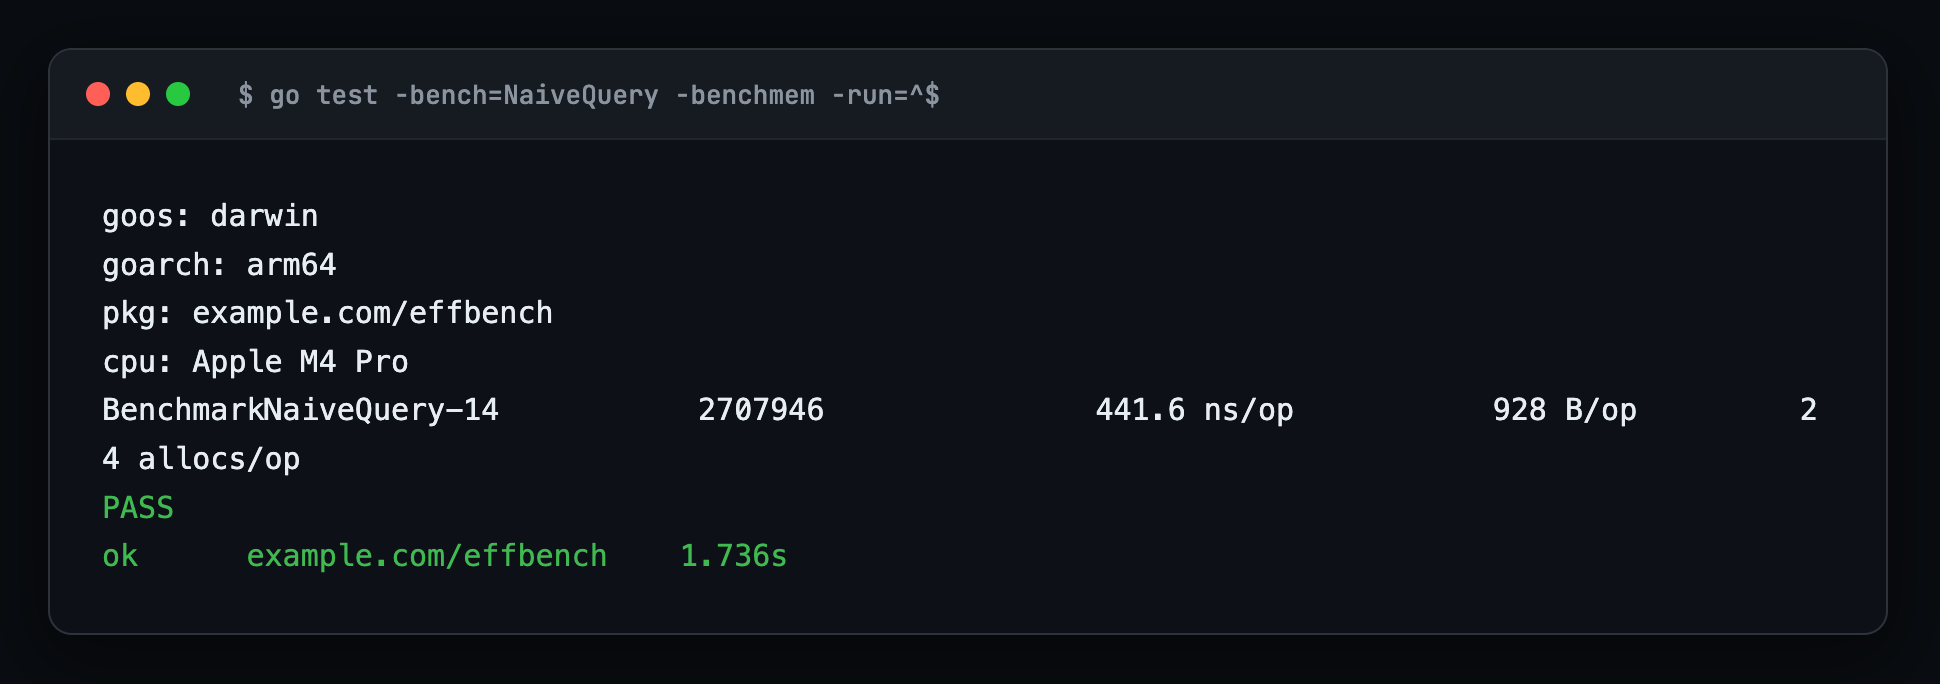 $ go test -bench=NaiveQuery -benchmem -run=^$
goos: darwin
goarch: arm64
pkg: example.com/effbench
cpu: Apple M4 Pro
BenchmarkNaiveQuery-14           2707946               441.6 ns/op           928 B/op         2
4 allocs/op
PASS
ok      example.com/effbench    1.736s